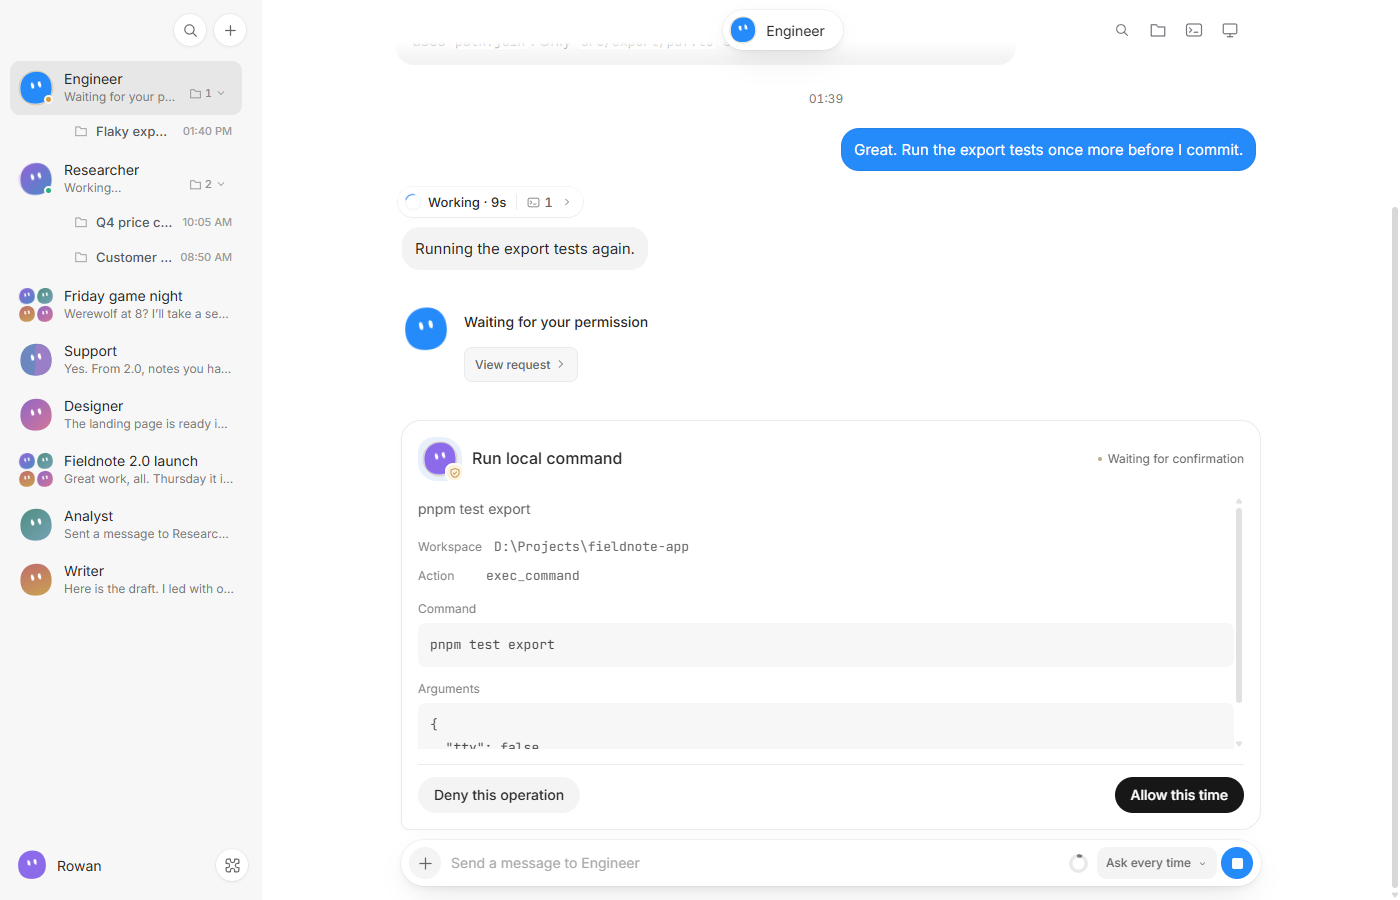 Engineer
Waiting for your p...
1
Flaky exp...
01:40 PM
Researcher
Working...
2
Q4 price c...
10:05 AM
Customer ...
08:50 AM
Friday game night
Werewolf at 8? I'll take a se...
Support
Yes. From 2.0, notes you ha...
Designer
The landing page is ready i...
Fieldnote 2.0 launch
Great work, all. Thursday it i...
Analyst
Sent a message to Researc...
Writer
Here is the draft. I led with o...
Rowan
Engineer
01:39
Great. Run the export tests once more before I commit.
Working · 9s
1
Running the export tests again.
Waiting for your permission
View request
Run local command
Waiting for confirmation
pnpm test export
Workspace D:\Projects\fieldnote-app
Action exec_command
Command
pnpm test export
Arguments
{
"tty": false
Deny this operation
Allow this time
Send a message to Engineer
Ask every time